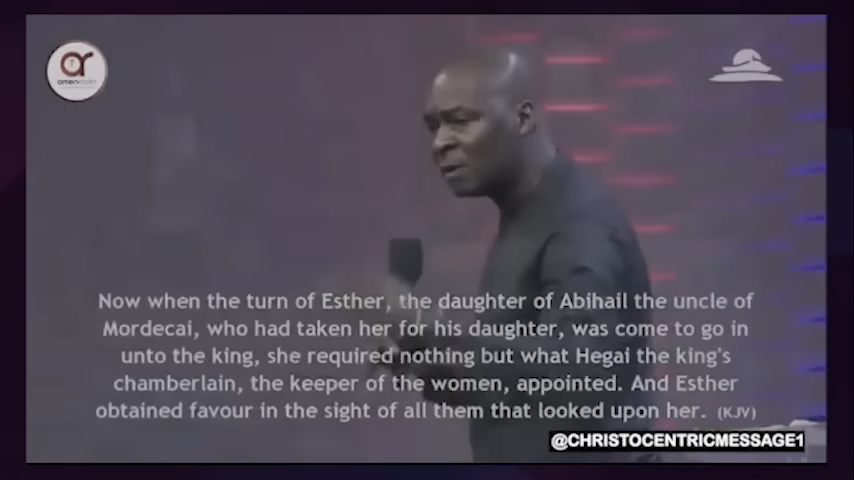 amenradio
Now when the turn of Esther, the daughter of Abihail the uncle of
Mordecai, who had taken her for his daughter, was come to go in
unto the king, she required nothing but what Hegai the king's
chamberlain, the keeper of the women, appointed. And Esther
obtained favour in the sight of all them that looked upon her. (KJV)
@CHRISTOCENTRICMESSAGE1